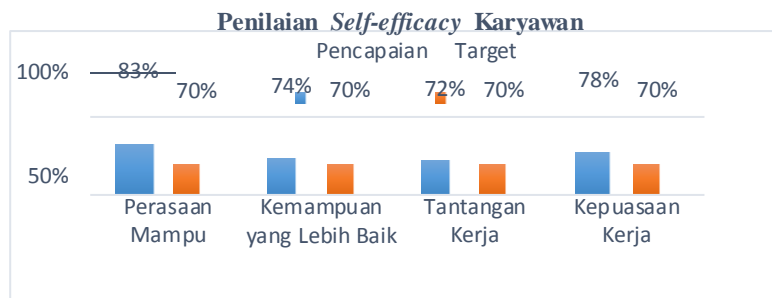 Penilaian Self-efficacy Karyawan
Pencapaian Target
100%
83% 70% 74% 70% 72% 70% 78% 70%
50%
Perasaan Mampu
Kemampuan yang Lebih Baik
Tantangan Kerja
Kepuasaan Kerja